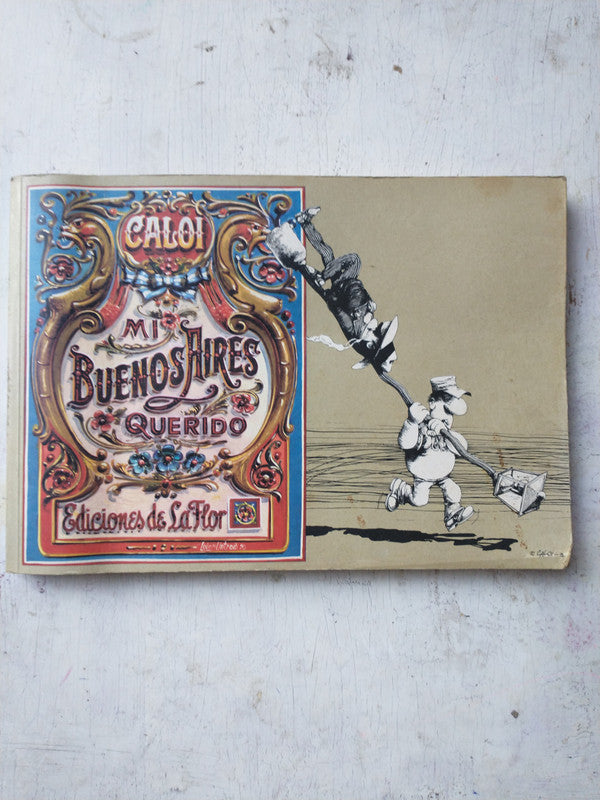 CALOI
MI
BUENOS AIRES
QUERIDO
Ediciones de La Flor